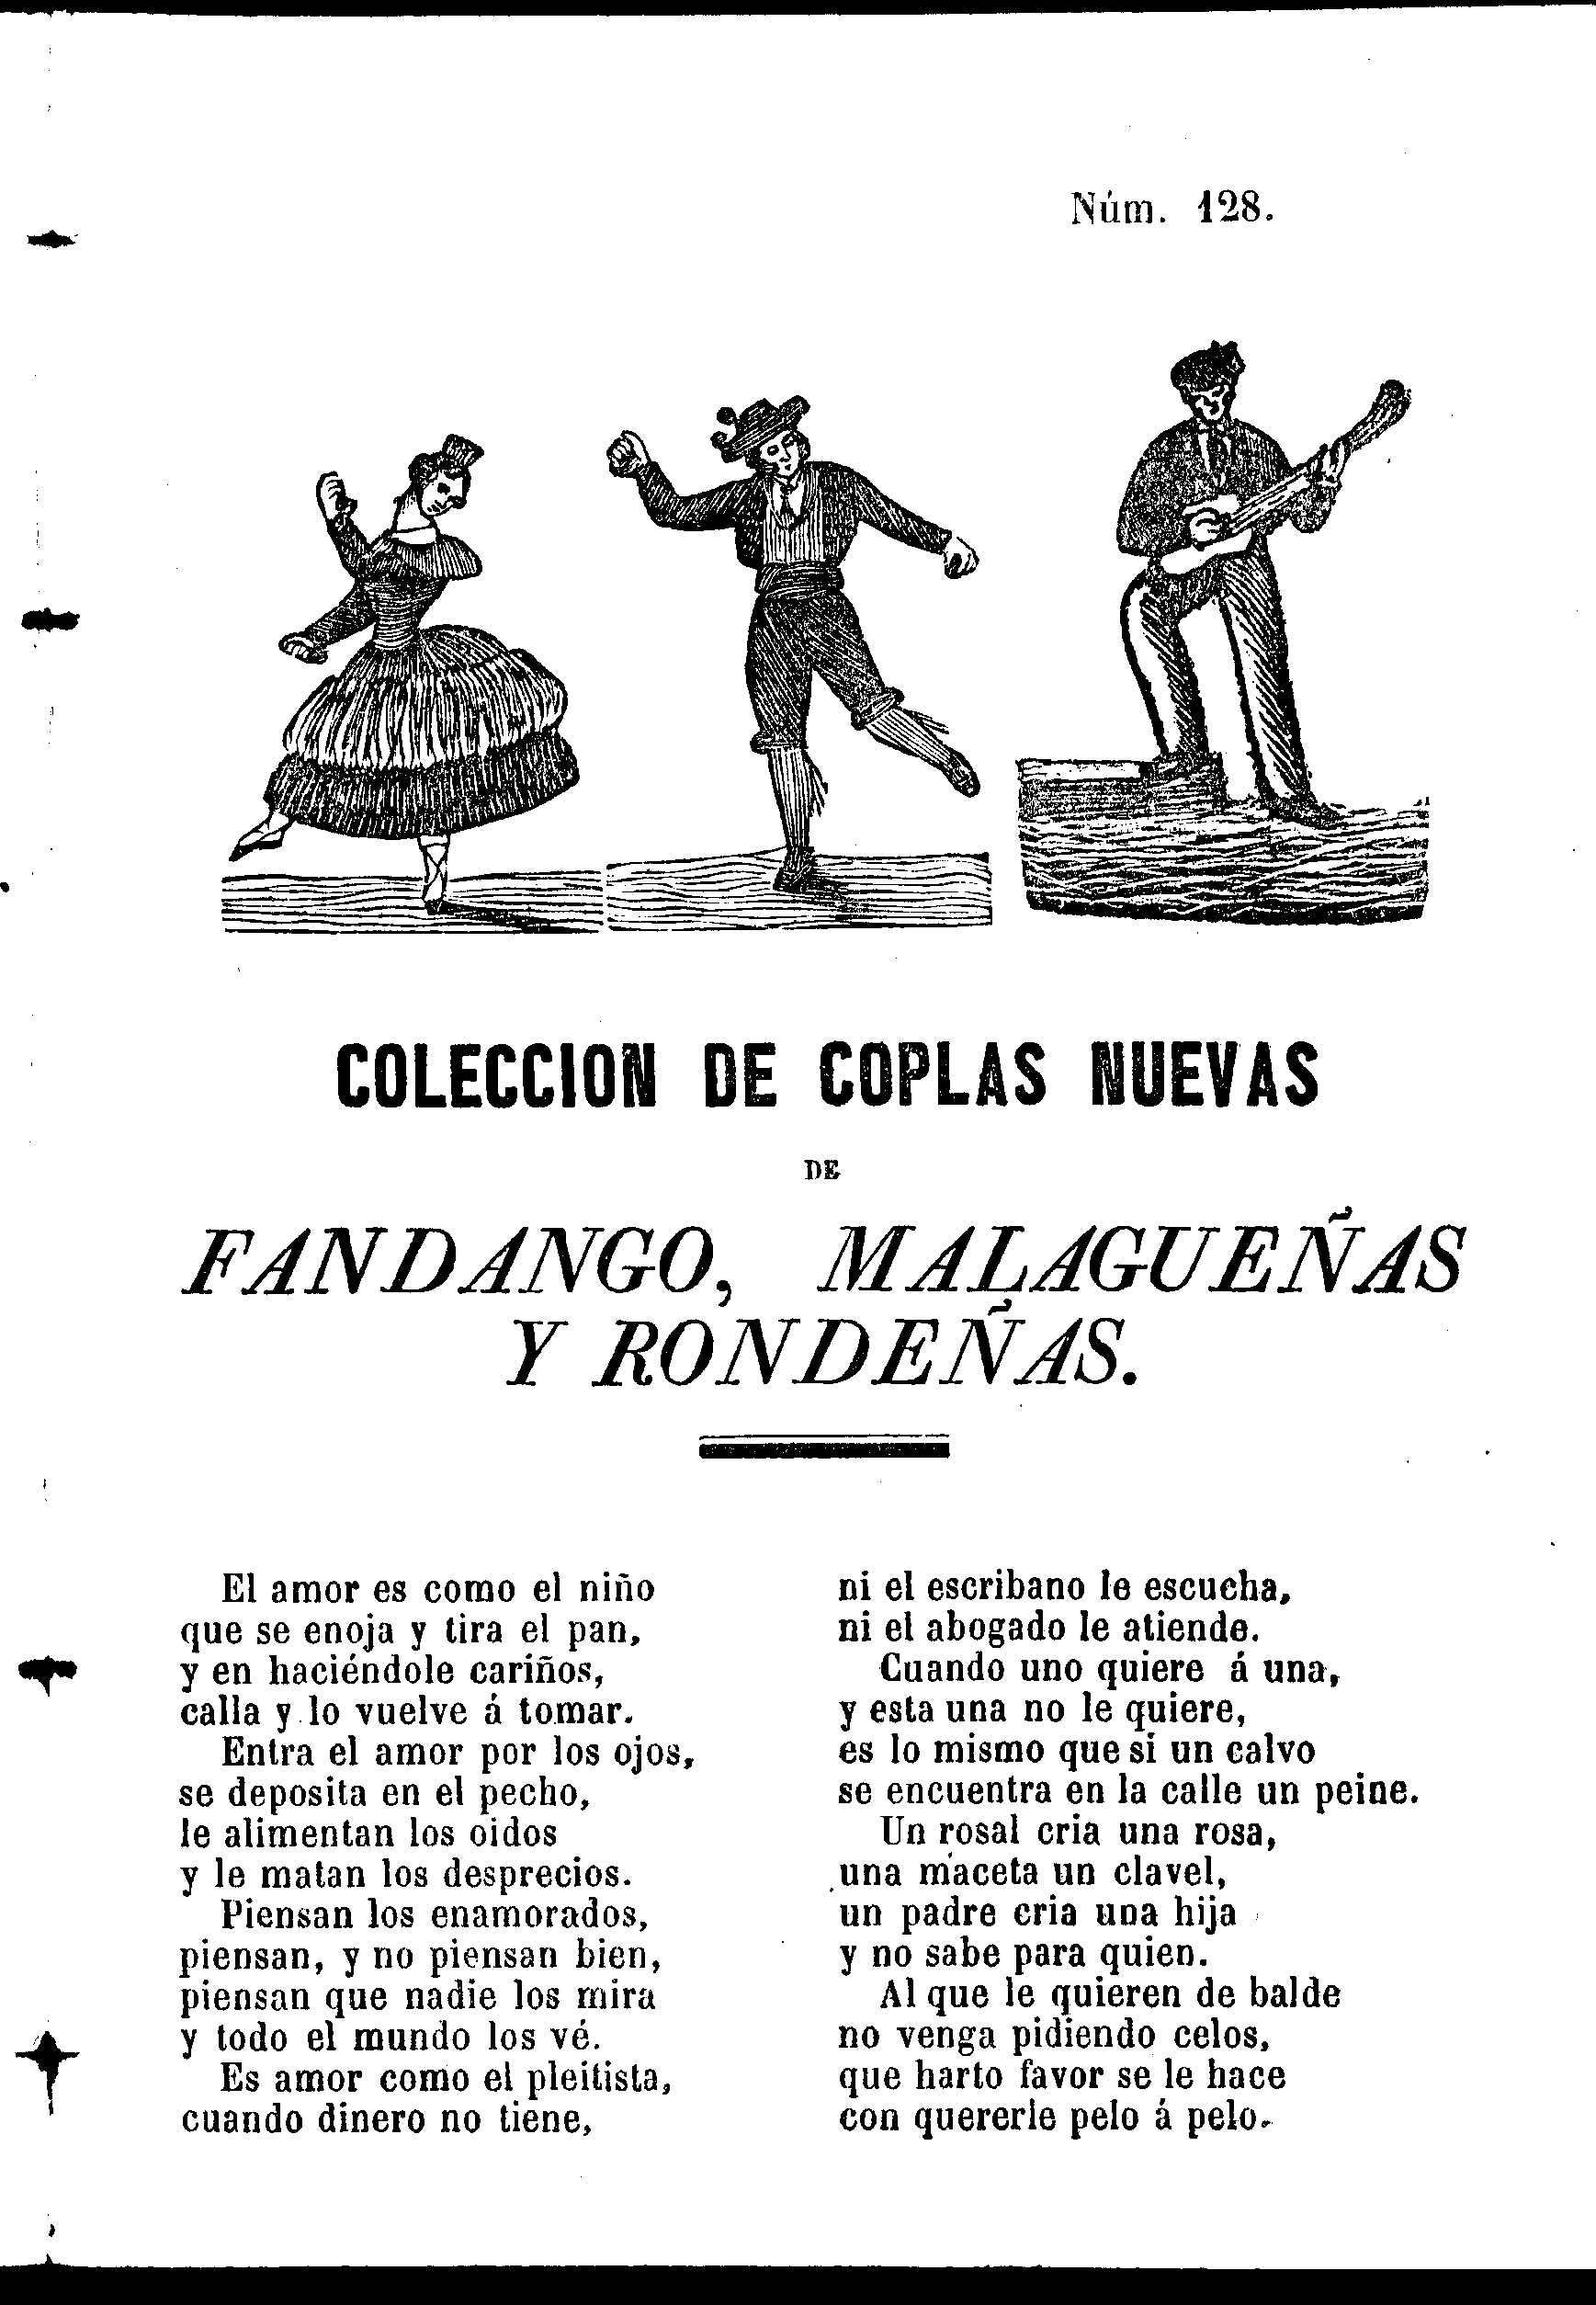 Núm. 128.
COLECCION DE COPLAS NUEVAS
DE
FANDANGO, MALAGUEÑAS
Y RONDEÑAS.
El amor es como el niño
que se enoja y tira el pan,
y en haciéndole cariños,
calla y lo vuelve á tomar.
Entra el amor por los ojos,
se deposita en el pecho,
le alimentan los oidos
y le matan los desprecios.
Piensan los enamorados,
piensan, y no piensan bien,
piensan que nadie los mira
y todo el mundo los vé.
Es amor como el pleitista,
cuando dinero no tiene,
ni el escribano le escucha,
ni el abogado le atiende.
Cuando uno quiere á una,
y esta una no le quiere,
es lo mismo que si un calvo
se encuentra en la calle un peine.
Un rosal cria una rosa,
una maceta un clavel,
un padre cria una hija
y no sabe para quien.
Al que le quieren de balde
no venga pidiendo celos,
que harto favor se le hace
con quererle pelo á pelo.